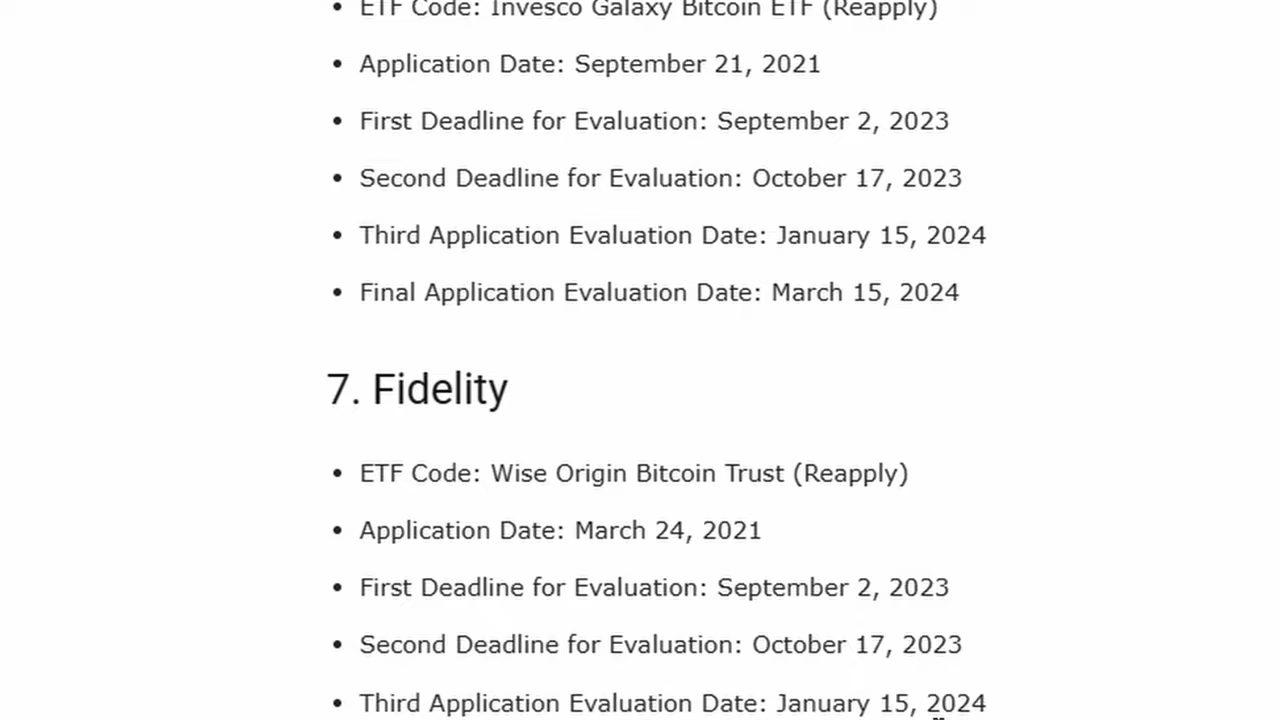 • ETF Code: Invesco Galaxy Bitcoin ETF (Reapply)
• Application Date: September 21, 2021
• First Deadline for Evaluation: September 2, 2023
• Second Deadline for Evaluation: October 17, 2023
• Third Application Evaluation Date: January 15, 2024
• Final Application Evaluation Date: March 15, 2024
7. Fidelity
• ETF Code: Wise Origin Bitcoin Trust (Reapply)
• Application Date: March 24, 2021
• First Deadline for Evaluation: September 2, 2023
• Second Deadline for Evaluation: October 17, 2023
• Third Application Evaluation Date: January 15, 2024